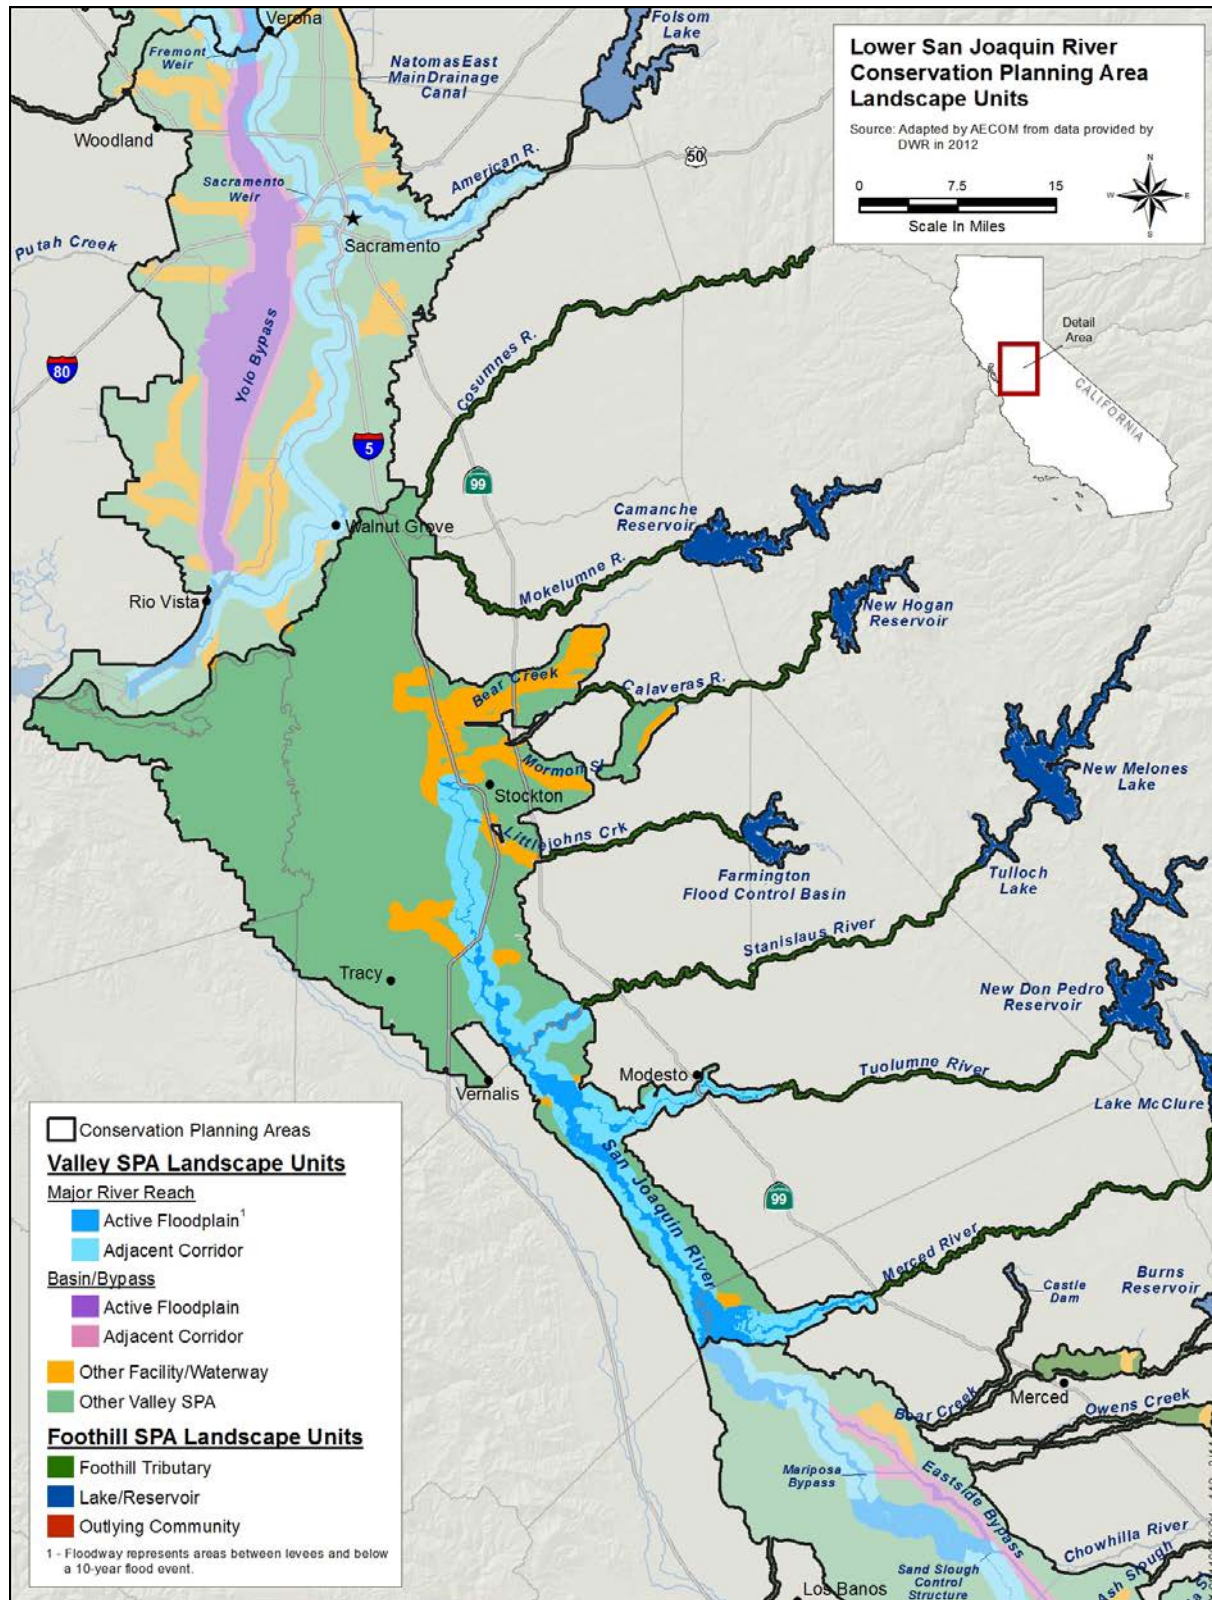 Verona
Folsom
Lake
Fremont
Weir
Natomas East
Main Drainage
Canal
Lower San Joaquin River
Conservation Planning Area
Landscape Units
Source: Adapted by AECOM from data provided by
DWR in 2012
0 7.5 15
Scale In Miles
N
W E
S
Woodland
American R.
50
Sacramento
Weir
Sacramento
Putah Creek
Yolo Bypass
Cosumnes R.
Detail
Area
CALIFORNIA
80
5
99
Walnut Grove
Camanche
Reservoir
Mokelumne R.
Rio Vista
New Hogan
Reservoir
Bear Creek
Calaveras R.
Mormon Sl.
New Melones
Lake
Stockton
Littlejohns Crk
Farmington
Flood Control Basin
Tulloch
Lake
Stanislaus River
Tracy
New Don Pedro
Reservoir
Vernalis
Modesto
Tuolumne River
Lake McClure
San Joaquin River
99
Merced River
Castle
Dam
Burns
Reservoir
Bear Creek
Merced
Owens Creek
Mariposa
Bypass
Eastside Bypass
Chowhilla River
Ash Slough
Sand Slough
Control
Structure
Los Banos
Conservation Planning Areas
Valley SPA Landscape Units
Major River Reach
Active Floodplain1
Adjacent Corridor
Basin/Bypass
Active Floodplain
Adjacent Corridor
Other Facility/Waterway
Other Valley SPA
Foothill SPA Landscape Units
Foothill Tributary
Lake/Reservoir
Outlying Community
1 - Floodway represents areas between levees and below
a 10-year flood event.